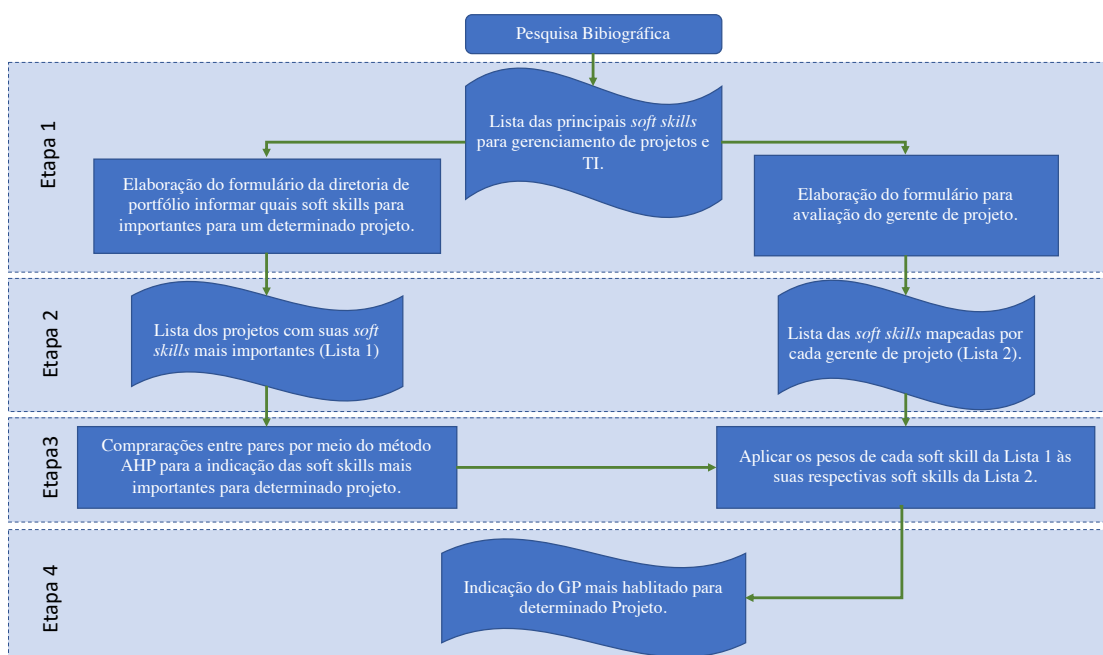 Pesquisa Bibiográfica
Etapa 1
Lista das principais soft skills
para gerenciamento de projetos e
TI.
Elaboração do formulário da diretoria de
portfólio informar quais soft skills para
importantes para um determinado projeto.
Elaboração do formulário para
avaliação do gerente de projeto.
Etapa 2
Lista dos projetos com suas soft
skills mais importantes (Lista 1)
Lista das soft skills mapeadas por
cada gerente de projeto (Lista 2).
Etapa3
Comprarações entre pares por meio do método
AHP para a indicação das soft skills mais
importantes para determinado projeto.
Aplicar os pesos de cada soft skill da Lista 1 às
suas respectivas soft skills da Lista 2.
Etapa 4
Indicação do GP mais hablitado para
determinado Projeto.